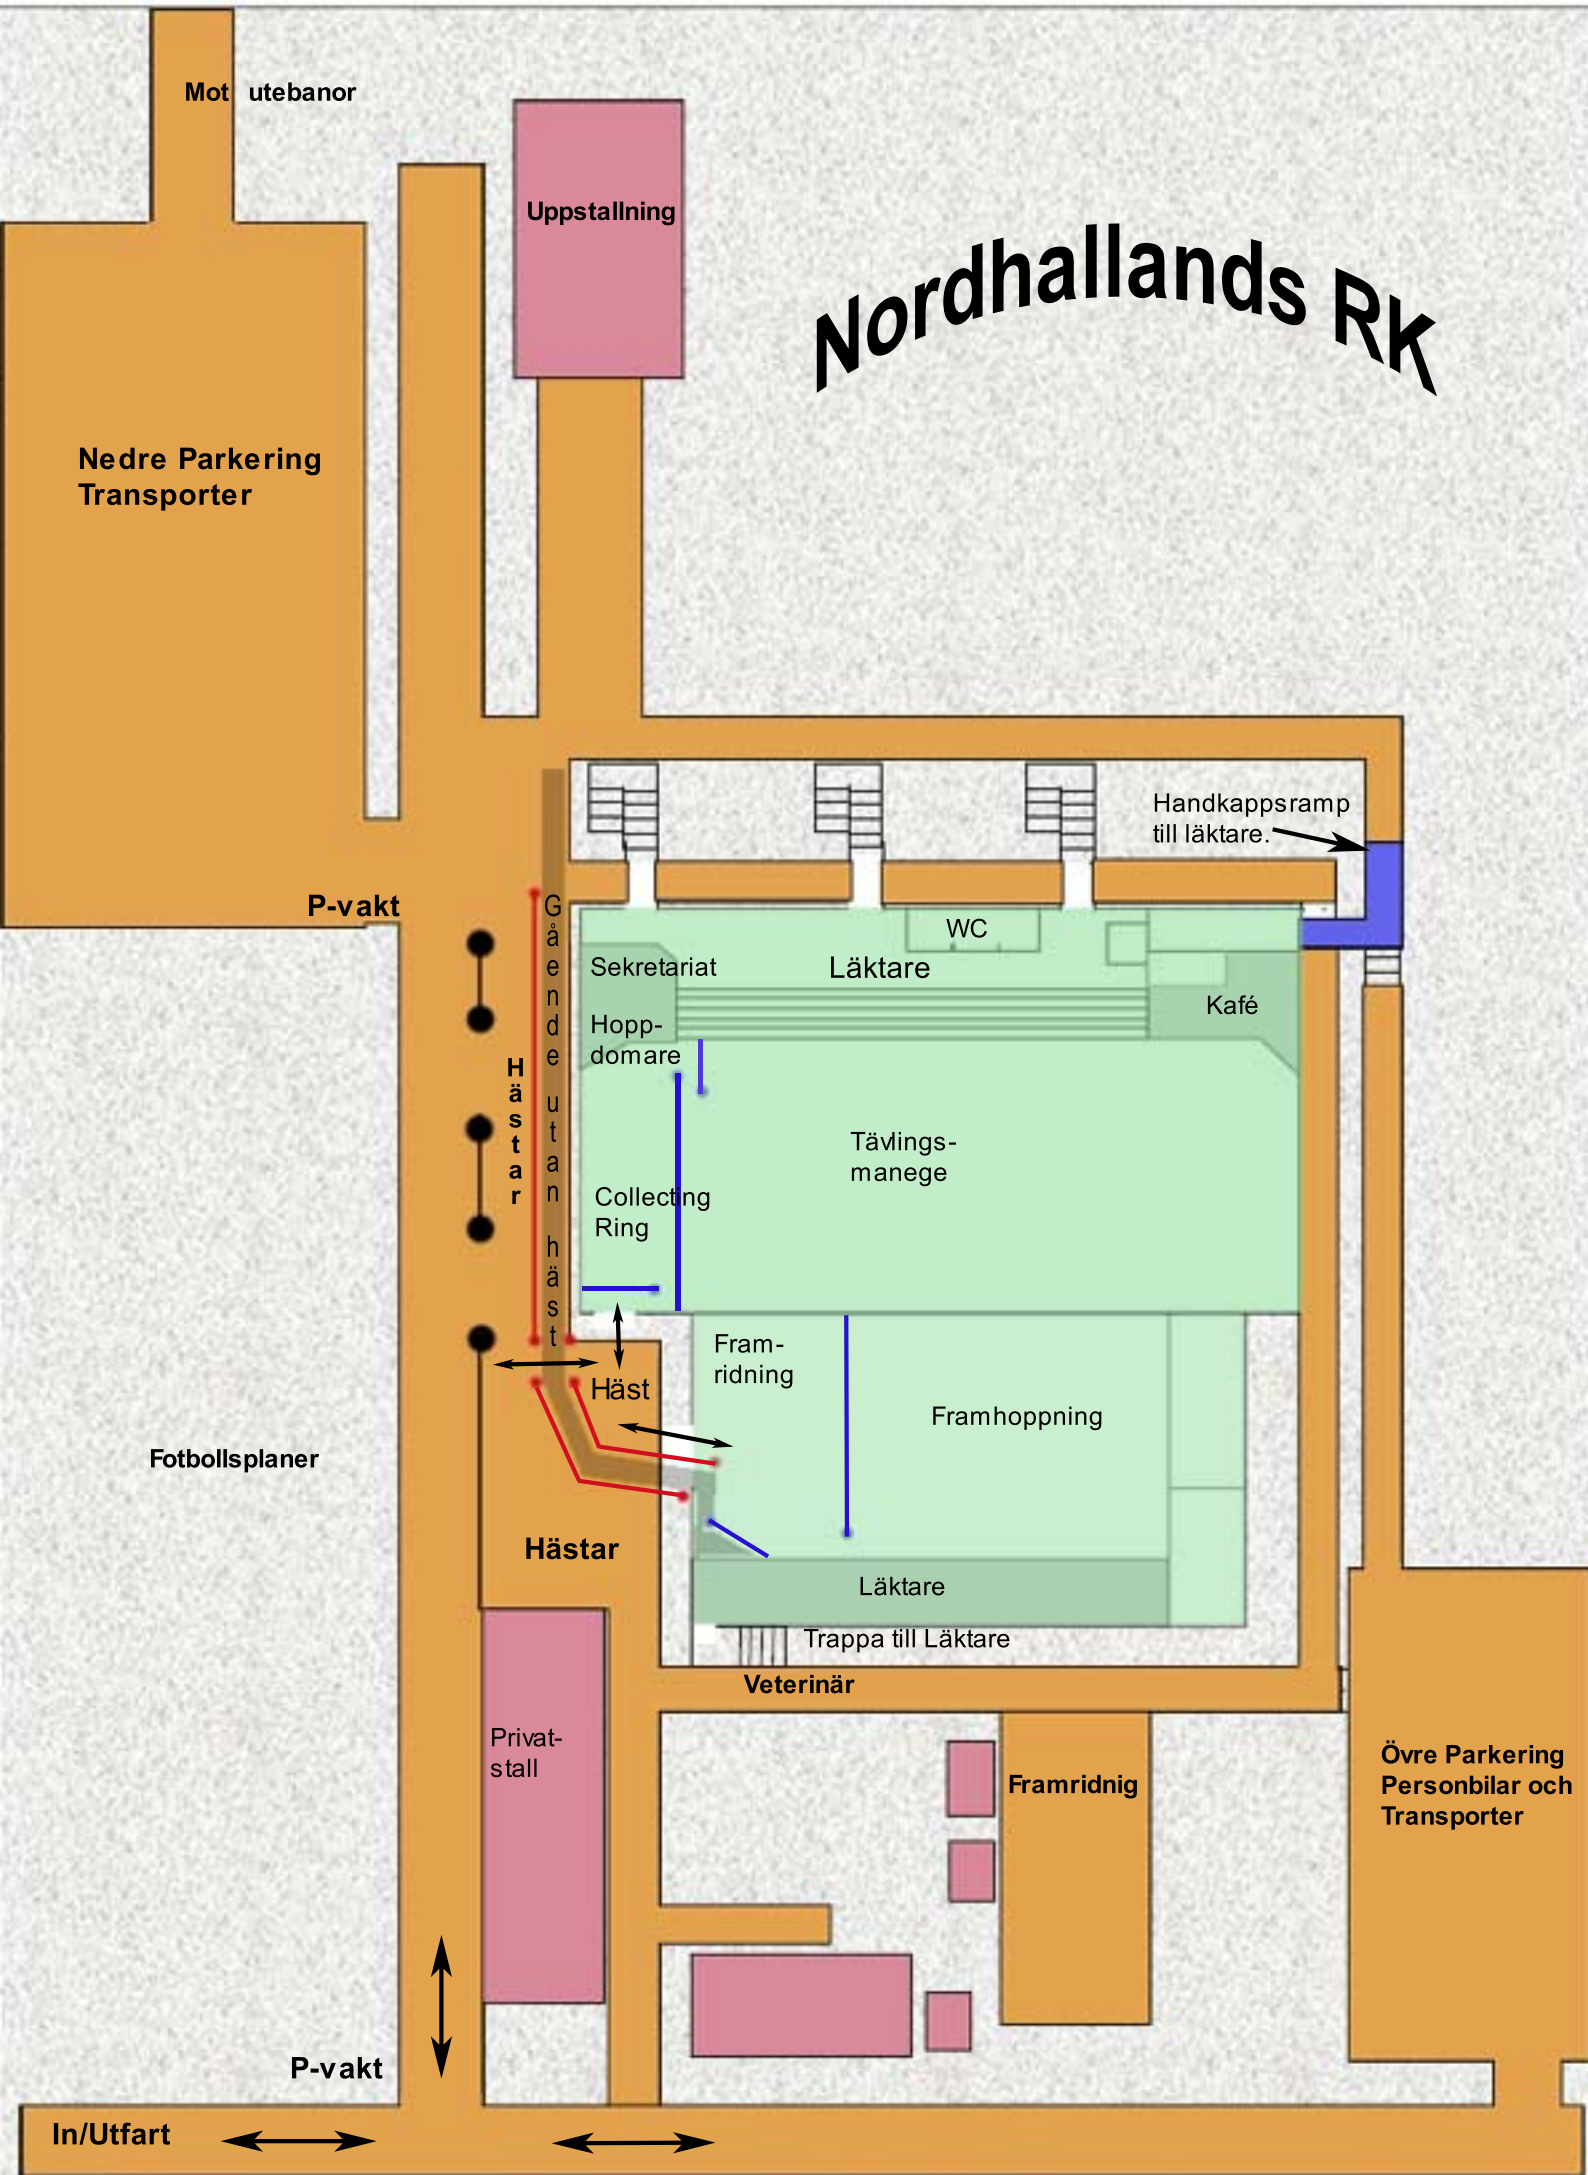 Mot utebanor
Uppstallning
Nordhallands RK
Nedre Parkering
Transporter
Handkappsramp
till läktare.
P-vakt
Gående utan häst
Hästar
WC
Sekretariat
Läktare
Kafé
Hopp-
domare
Tävlings-
manege
Collecting
Ring
Fram-
ridning
Häst
Framhoppning
Fotbollsplaner
Hästar
Läktare
Trappa till Läktare
Veterinär
Privat-
stall
Framridnig
Övre Parkering
Personbilar och
Transporter
P-vakt
In/Utfart